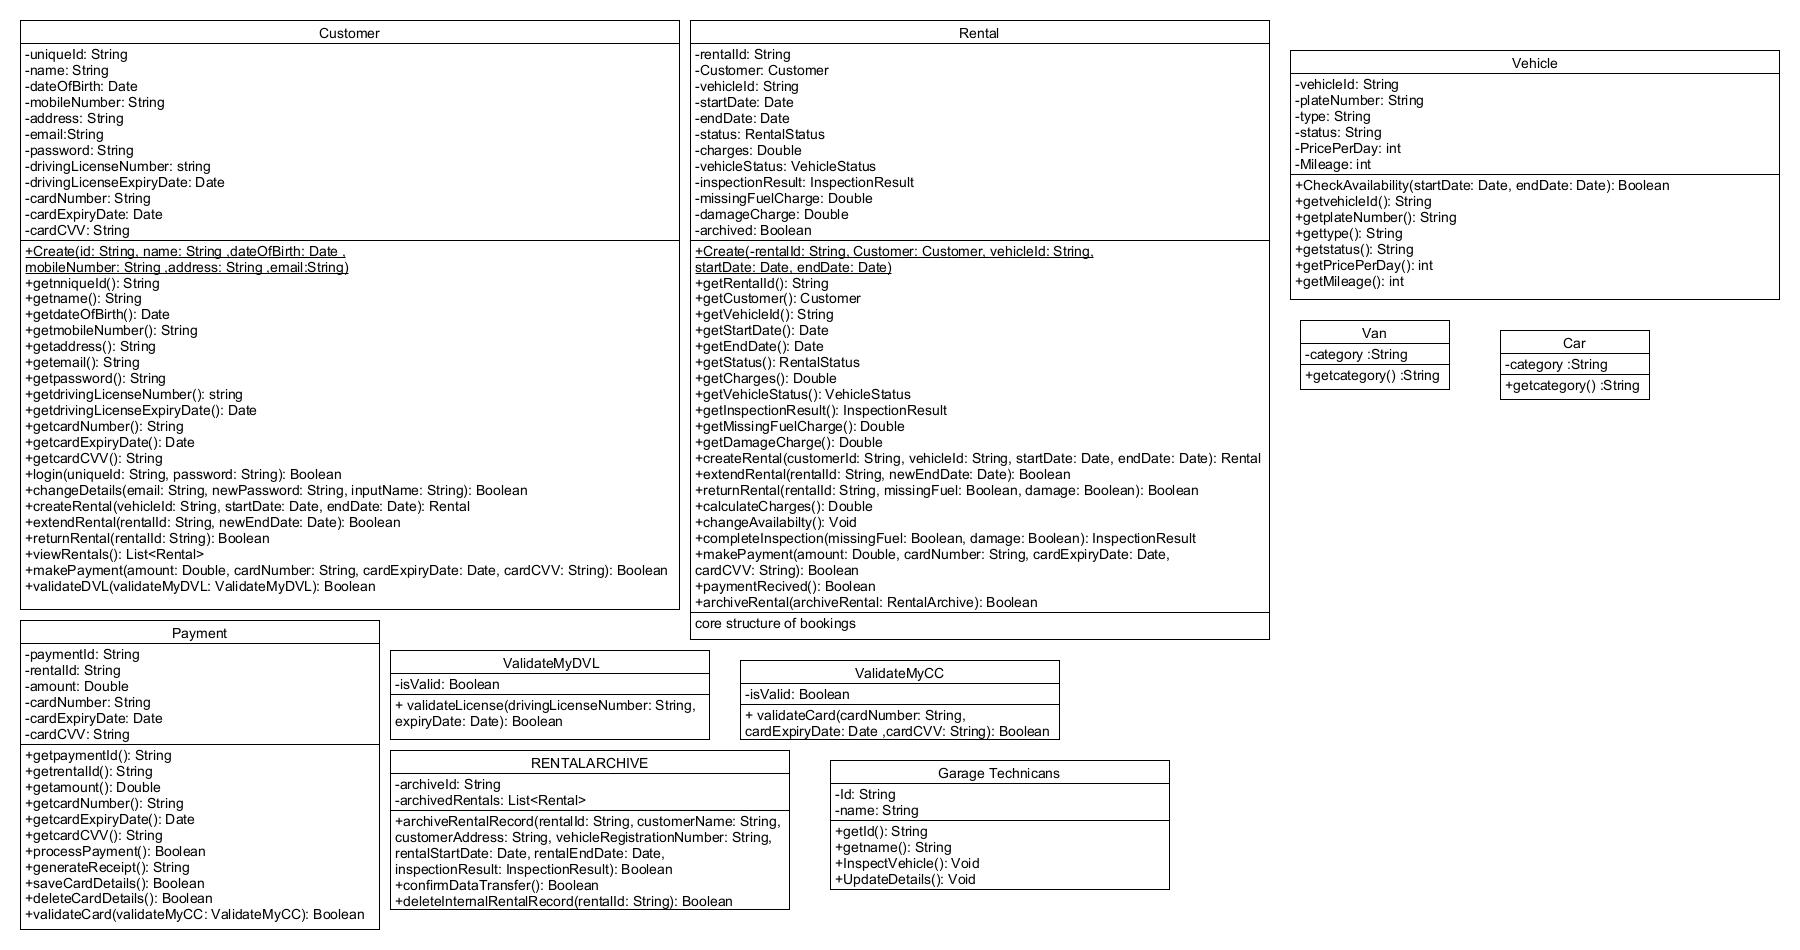 Customer
-uniqueId: String
-name: String
-dateOfBirth: Date
-mobileNumber: String
-address: String
-email:String
-password: String
-drivingLicenseNumber: string
-drivingLicenseExpiryDate: Date
-cardNumber: String
-cardExpiryDate: Date
-cardCVV: String
+Create(id: String, name: String ,dateOfBirth: Date ,
mobileNumber: String ,address: String ,email:String)
+getnniqueId(): String
+getname(): String
+getdateOfBirth(): Date
+getmobileNumber(): String
+getaddress(): String
+getemail(): String
+getpassword(): String
+getdrivingLicenseNumber(): string
+getdrivingLicenseExpiryDate(): Date
+getcardNumber(): String
+getcardExpiryDate(): Date
+getcardCVV(): String
+login(uniqueId: String, password: String): Boolean
+changeDetails(email: String, newPassword: String, inputName: String): Boolean
+createRental(vehicleId: String, startDate: Date, endDate: Date): Rental
+extendRental(rentalId: String, newEndDate: Date): Boolean
+returnRental(rentalId: String): Boolean
+viewRentals(): List<Rental>
+makePayment(amount: Double, cardNumber: String, cardExpiryDate: Date, cardCVV: String): Boolean
+validateDVL(validateMyDVL: ValidateMyDVL): Boolean
Rental
-rentalId: String
-Customer: Customer
-vehicleId: String
-startDate: Date
-endDate: Date
-status: RentalStatus
-charges: Double
-vehicleStatus: VehicleStatus
-inspectionResult: InspectionResult
-missingFuelCharge: Double
-damageCharge: Double
-archived: Boolean
+Create(-rentalId: String, Customer: Customer, vehicleId: String,
startDate: Date, endDate: Date)
+getRentalId(): String
+getCustomer(): Customer
+getVehicleId(): String
+getStartDate(): Date
+getEndDate(): Date
+getStatus(): RentalStatus
+getCharges(): Double
+getVehicleStatus(): VehicleStatus
+getInspectionResult(): InspectionResult
+getMissingFuelCharge(): Double
+getDamageCharge(): Double
+createRental(customerId: String, vehicleId: String, startDate: Date, endDate: Date): Rental
+extendRental(rentalId: String, newEndDate: Date): Boolean
+returnRental(rentalId: String, missingFuel: Boolean, damage: Boolean): Boolean
+calculateCharges(): Double
+changeAvailabilty(): Void
+completeInspection(missingFuel: Boolean, damage: Boolean): InspectionResult
+makePayment(amount: Double, cardNumber: String, cardExpiryDate: Date,
cardCVV: String): Boolean
+paymentRecived(): Boolean
+archiveRental(archiveRental: RentalArchive): Boolean
core structure of bookings
Vehicle
-vehicleId: String
-plateNumber: String
-type: String
-status: String
-PricePerDay: int
-Mileage: int
+CheckAvailability(startDate: Date, endDate: Date): Boolean
+getvehicleId(): String
+getplateNumber(): String
+gettype(): String
+getstatus(): String
+getPricePerDay(): int
+getMileage(): int
Van
-category :String
+getcategory() :String
Car
-category :String
+getcategory() :String
Payment
-paymentId: String
-rentalId: String
-amount: Double
-cardNumber: String
-cardExpiryDate: Date
-cardCVV: String
+getpaymentId(): String
+getrentalId(): String
+getamount(): Double
+getcardNumber(): String
+getcardExpiryDate(): Date
+getcardCVV(): String
+processPayment(): Boolean
+generateReceipt(): String
+saveCardDetails(): Boolean
+deleteCardDetails(): Boolean
+validateCard(validateMyCC: ValidateMyCC): Boolean
ValidateMyDVL
-isValid: Boolean
+ validateLicense(drivingLicenseNumber: String,
expiryDate: Date): Boolean
ValidateMyCC
-isValid: Boolean
+ validateCard(cardNumber: String,
cardExpiryDate: Date ,cardCVV: String): Boolean
RENTALARCHIVE
-archiveId: String
-archivedRentals: List<Rental>
+archiveRentalRecord(rentalId: String, customerName: String,
customerAddress: String, vehicleRegistrationNumber: String,
rentalStartDate: Date, rentalEndDate: Date,
inspectionResult: InspectionResult): Boolean
+confirmDataTransfer(): Boolean
+deleteInternalRentalRecord(rentalId: String): Boolean
Garage Technicans
-Id: String
-name: String
+getId(): String
+getname(): String
+InspectVehicle(): Void
+UpdateDetails(): Void